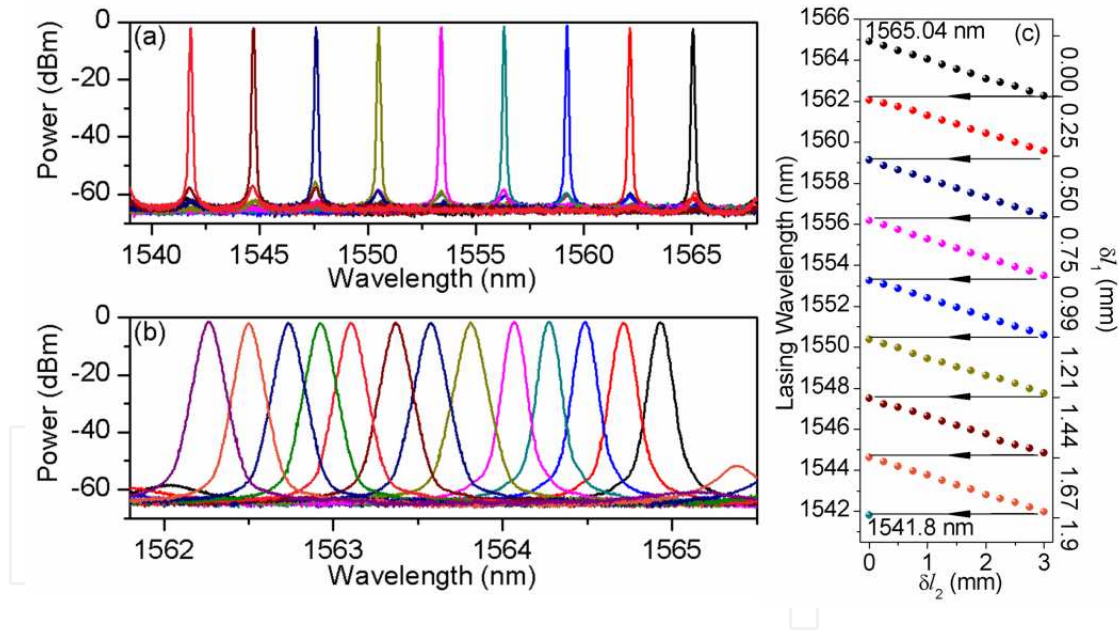 (a)
Power (dBm)
0
-20
-40
-60
1540 1545 1550 1555 1560 1565
Wavelength (nm)
(b)
Power (dBm)
0
-20
-40
-60
1562 1563 1564 1565
Wavelength (nm)
(c)
1565.04 nm
Lasing Wavelength (nm)
1566
1564
1562
1560
1558
1556
1554
1552
1550
1548
1546
1544
1542
1541.8 nm
0 1 2 3
δl2 (mm)
0.00
0.25
0.50
0.75
0.99
1.21
1.44
1.67
1.9
δl1 (mm)